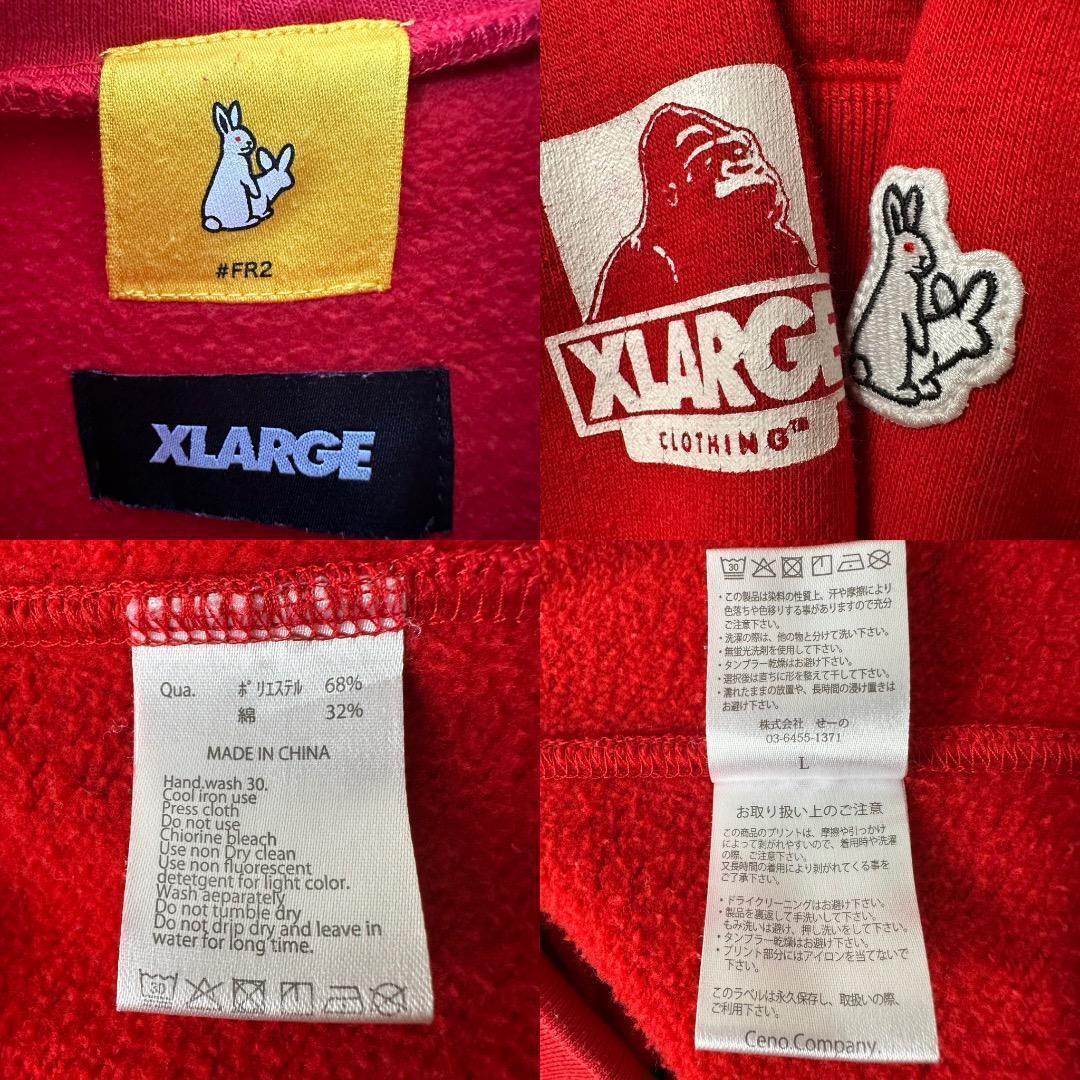 #FR2
XLARGE
XLARGE
CLOTHING™
Qua. ポリエステル 68%
綿 32%
MADE IN CHINA
Hand.wash 30.
Cool iron use
Press cloth
Do not use
Chiorine bleach
Use non Dry clean
Use non fluorescent
detetgent for light color.
Wash aeparately
Do not tumble dry
Do not drip dry and leave in
water for long time.
30
30
・この製品は染料の性質上、汗や摩擦により
色落ちや色移りする事がありますので充分
ご注意下さい。
・洗濯の際は、他の物と分けて洗い下さい。
・無蛍光洗剤を使用して下さい。
・タンブラー乾燥はお避け下さい。
・選択後は直ちに形を整えて干して下さい。
・濡れたままの放置や、長時間の浸け置きは
お避け下さい。
株式会社 せーの
03-6455-1371
L
お取り扱い上のご注意
この商品のプリントは、摩擦や引っかけ
によって剥がれやすいので、着用時や洗濯
の際、ご注意下さい。
又長時間の着用により剥がれてくる事を
ご了承下さい。
・ドライクリーニングはお避け下さい。
・製品を裏返して手洗いして下さい。
もみ洗いは避け、押し洗いをして下さい。
・タンブラー乾燥はお避け下さい。
・プリント部分にはアイロンを当てないで
下さい。
このラベルは永久保存し、取扱いの際、
ご利用下さい。
Ceno.Company.